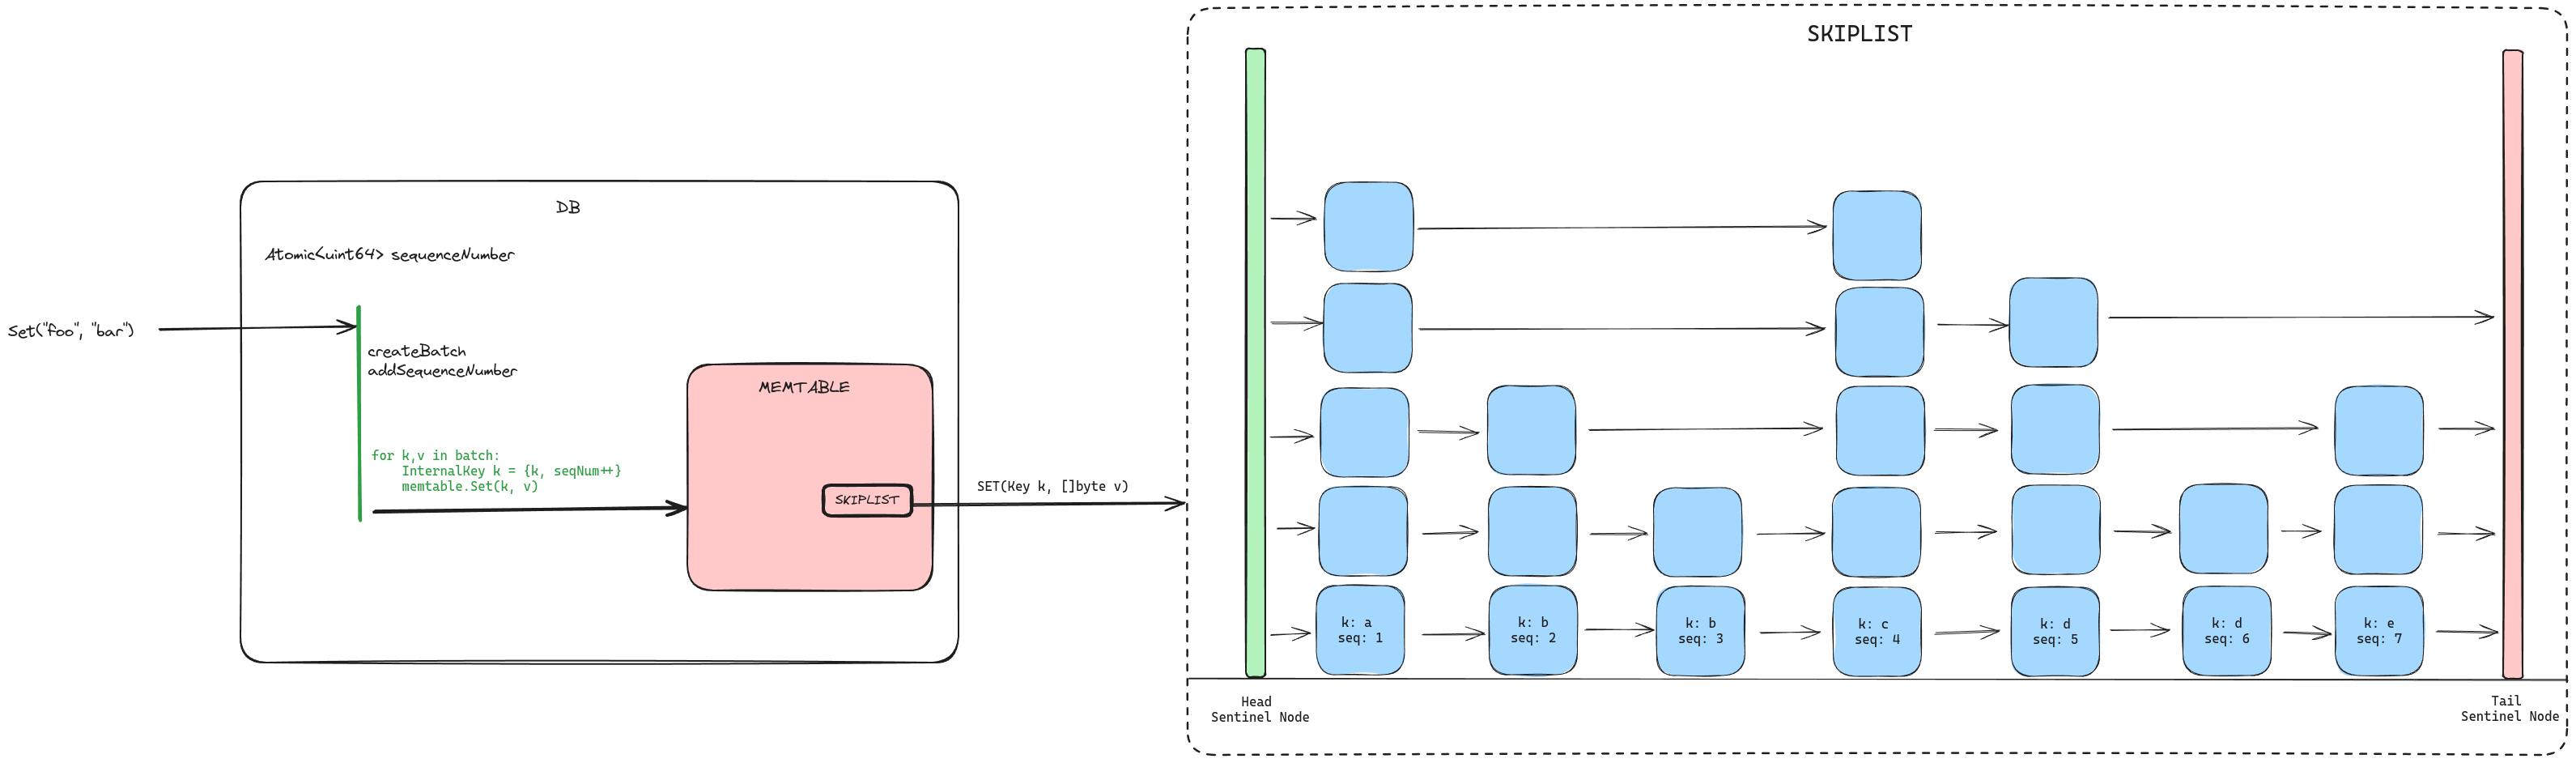 Set("foo", "bar")
DB
Atomic<uint64> sequenceNumber
createBatch
addSequenceNumber
for k,v in batch:
    InternalKey k = {k, seqNum++}
    memtable.Set(k, v)
MEMTABLE
SKIPLIST
SET(Key k, []byte v)
SKIPLIST
k: a
seq: 1
k: b
seq: 2
k: b
seq: 3
k: c
seq: 4
k: d
seq: 5
k: d
seq: 6
k: e
seq: 7
Head
Sentinel Node
Tail
Sentinel Node